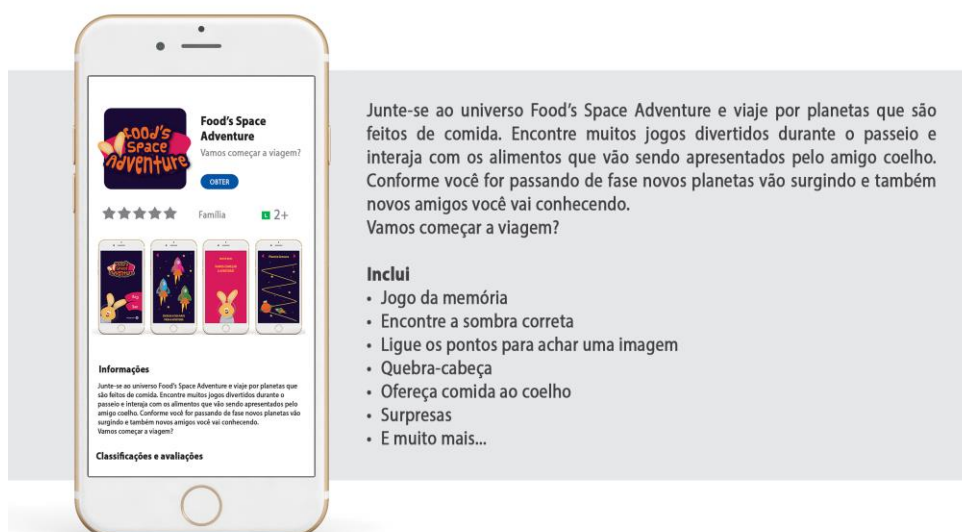 food's
space
adventure
Food's Space
Adventure
Vamos começar a viagem?
OBTER
Família
L 2+
Informações
Junte-se ao universo Food's Space Adventure e viaje por planetas que
são feitos de comida. Encontre muitos jogos divertidos durante o
passeio e interaja com os alimentos que vão sendo apresentados pelo
amigo coelho. Conforme você for passando de fase novos planetas vão
surgindo e também novos amigos você vai conhecendo.
Vamos começar a viagem?
Classificações e avaliações
Junte-se ao universo Food's Space Adventure e viaje por planetas que são
feitos de comida. Encontre muitos jogos divertidos durante o passeio e
interaja com os alimentos que vão sendo apresentados pelo amigo coelho.
Conforme você for passando de fase novos planetas vão surgindo e também
novos amigos você vai conhecendo.
Vamos começar a viagem?
Inclui
• Jogo da memória
• Encontre a sombra correta
• Ligue os pontos para achar uma imagem
• Quebra-cabeça
• Ofereça comida ao coelho
• Surpresas
• E muito mais...